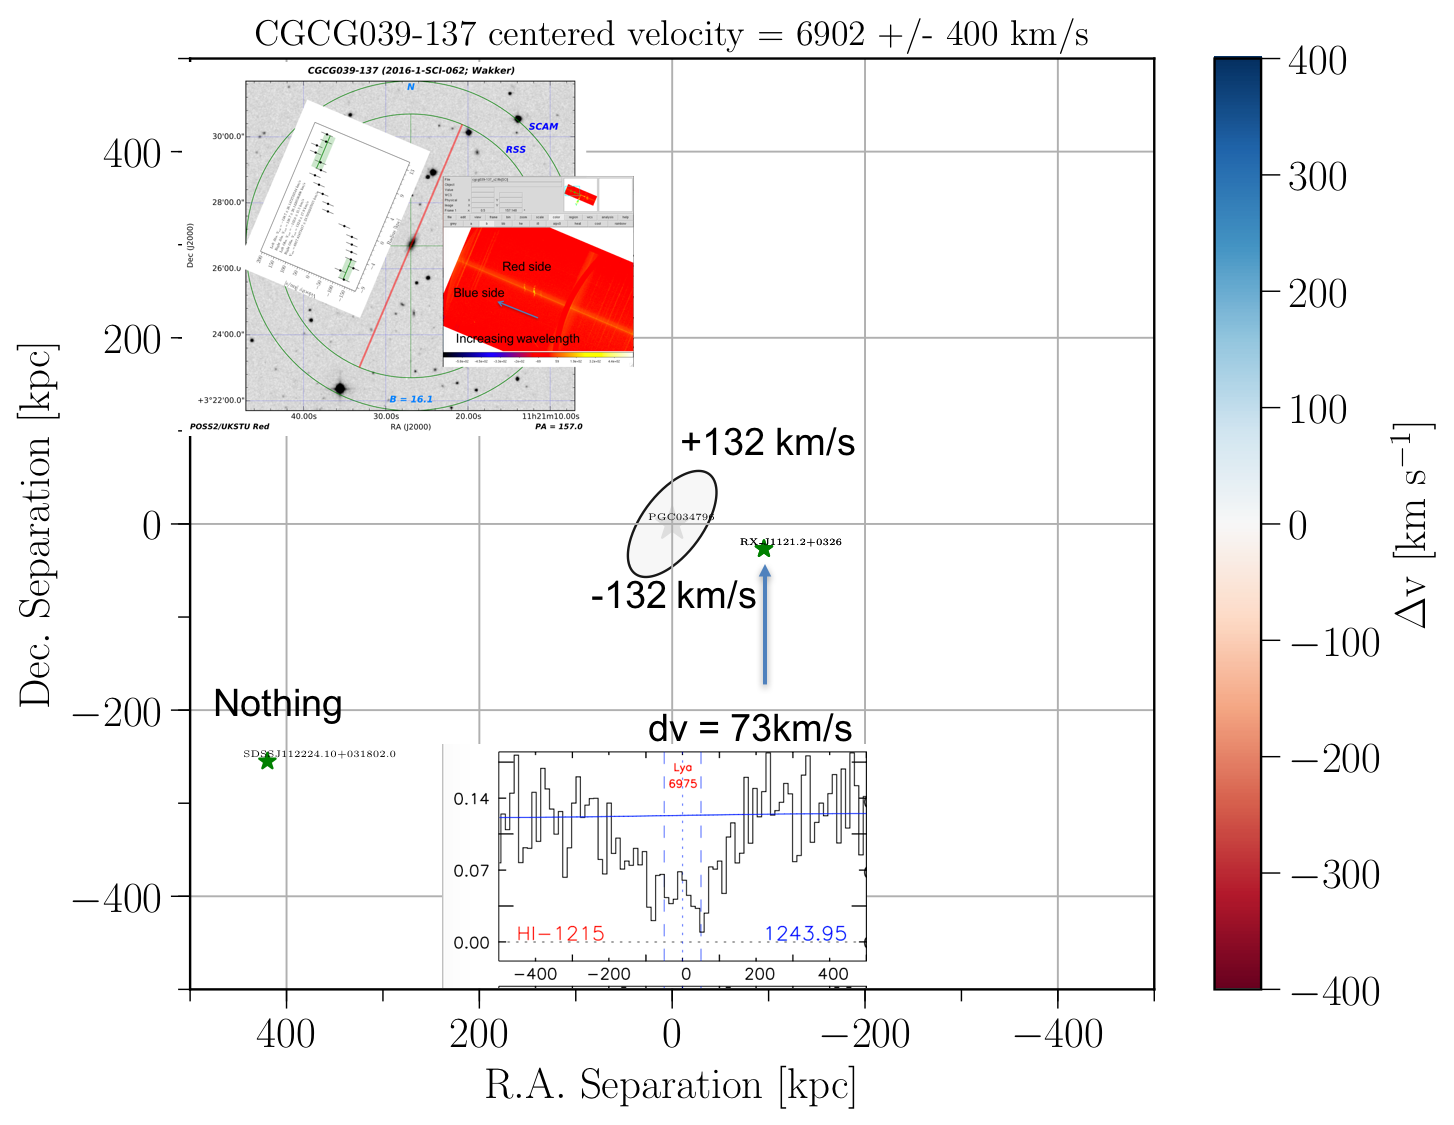 CGCG039-137 centered velocity = 6902 +/- 400 km/s
CGCG039-137 (2016-1-SCI-062; Wakker)
N
SCAM
RSS
30'00.0"
28'00.0"
26'00.0"
24'00.0"
+3°22'00.0"
Dec (J2000)
Red side
Blue side
Increasing wavelength
B = 16.1
40.00s
30.00s
20.00s
11h21m10.00s
POSS2/UKSTU Red
RA (J2000)
PA = 157.0
+132 km/s
PGC034796
RX-J1121.2+0326
-132 km/s
Nothing
SDSSJ112224.10+031802.0
dv = 73km/s
Lya
6975
0.14
0.07
0.00
HI-1215
1243.95
−400
−200
0
200
400
400
200
0
−200
−400
Dec. Separation [kpc]
400
200
0
−200
−400
R.A. Separation [kpc]
400
300
200
100
0
−100
−200
−300
−400
Δv [km s−1]